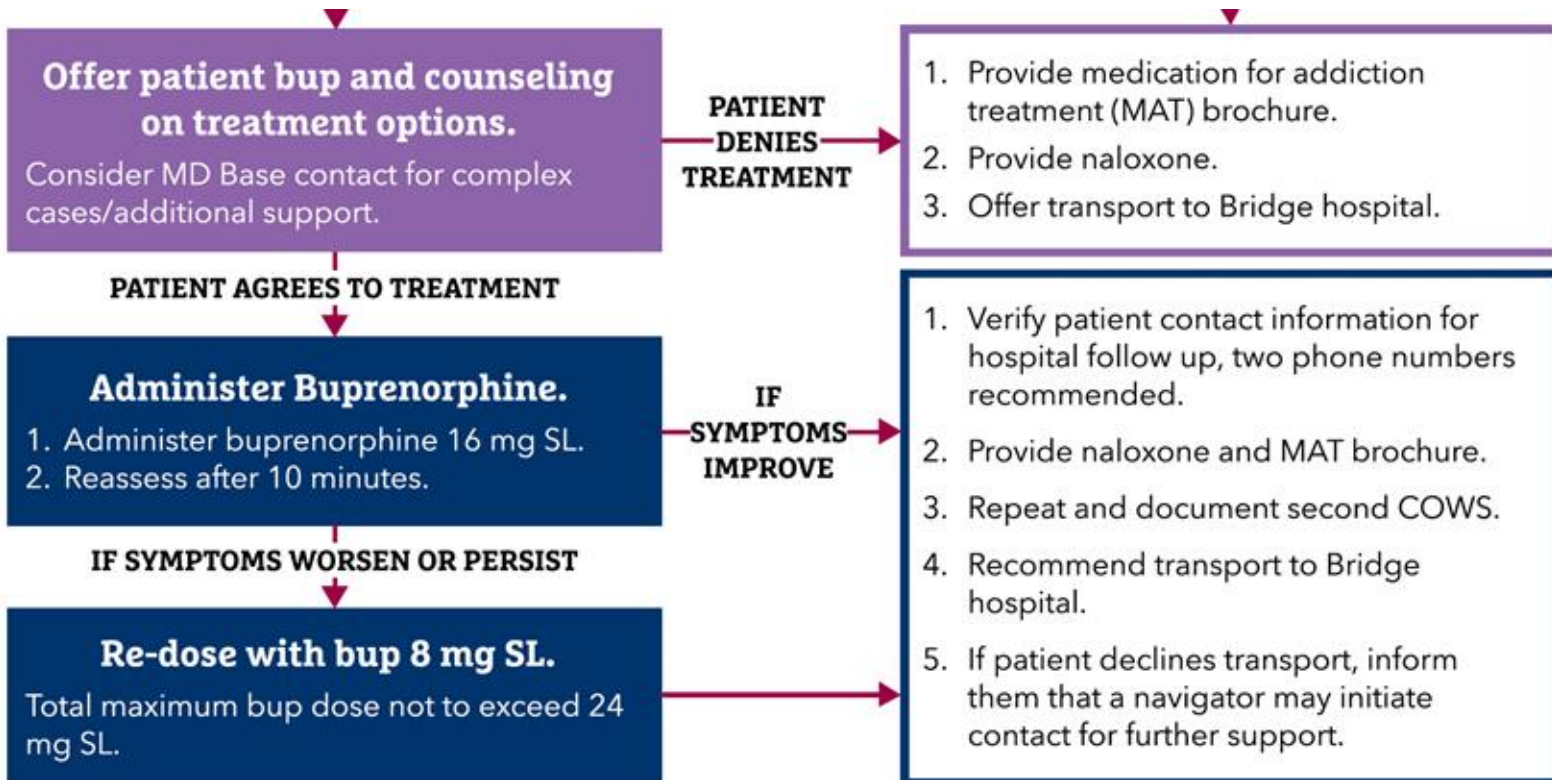 Offer patient bup and counseling
on treatment options.
Consider MD Base contact for complex
cases/additional support.
PATIENT
DENIES
TREATMENT
1. Provide medication for addiction
treatment (MAT) brochure.
2. Provide naloxone.
3. Offer transport to Bridge hospital.
PATIENT AGREES TO TREATMENT
Administer Buprenorphine.
1. Administer buprenorphine 16 mg SL.
2. Reassess after 10 minutes.
IF
SYMPTOMS
IMPROVE
IF SYMPTOMS WORSEN OR PERSIST
Re-dose with bup 8 mg SL.
Total maximum bup dose not to exceed 24
mg SL.
1. Verify patient contact information for
hospital follow up, two phone numbers
recommended.
2. Provide naloxone and MAT brochure.
3. Repeat and document second COWS.
4. Recommend transport to Bridge
hospital.
5. If patient declines transport, inform
them that a navigator may initiate
contact for further support.